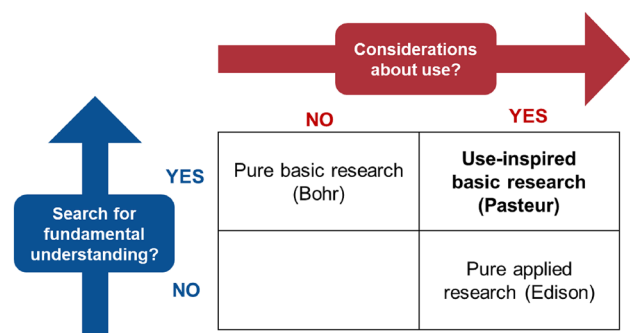 Considerations
about use?
NO
YES
YES
Pure basic research
(Bohr)
Use-inspired
basic research
(Pasteur)
Search for
fundamental
understanding?
NO
Pure applied
research (Edison)